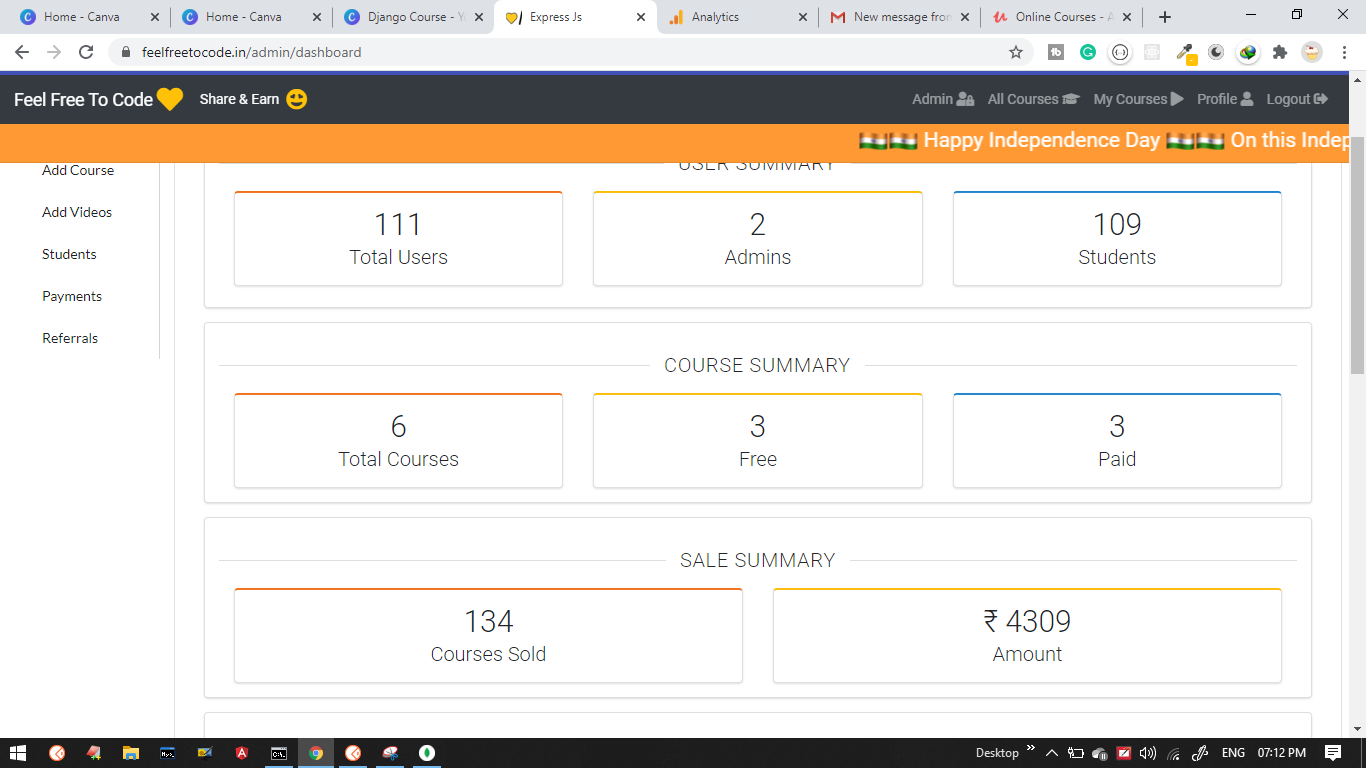 Home - Canva
Home - Canva
Django Course - Y
Express Js
Analytics
New message from
Online Courses - A
feelfreetocode.in/admin/dashboard
Feel Free To Code
Share & Earn
Admin
All Courses
My Courses
Profile
Logout
Happy Independence Day
On this Indep
Add Course
Add Videos
Students
Payments
Referrals
USER SUMMARY
111
Total Users
2
Admins
109
Students
COURSE SUMMARY
6
Total Courses
3
Free
3
Paid
SALE SUMMARY
134
Courses Sold
₹ 4309
Amount
Desktop
ENG
07:12 PM